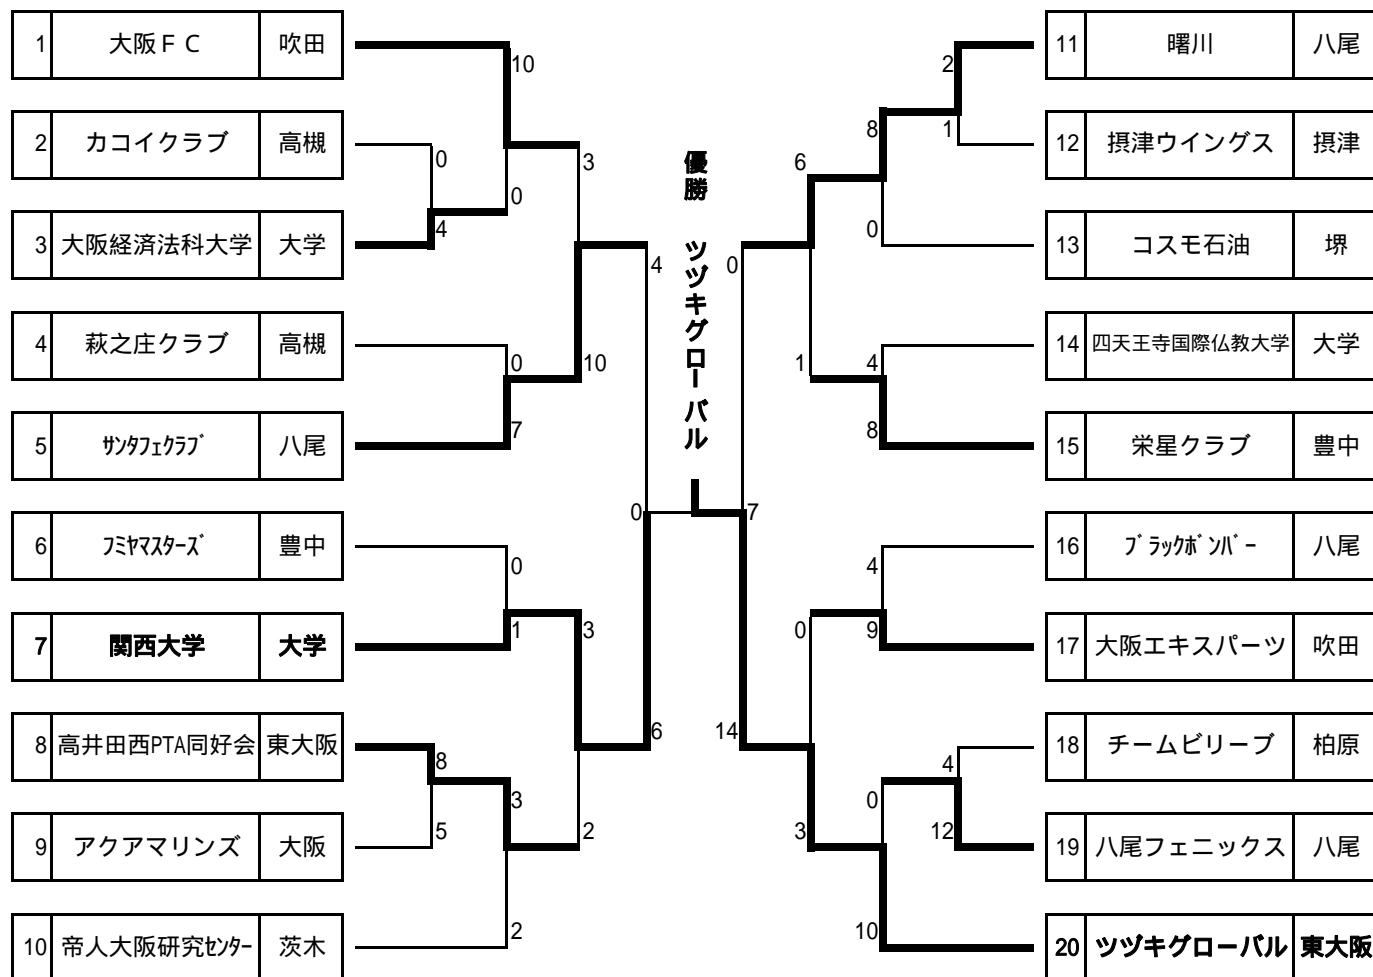 1 大阪ＦＣ 吹田
10
2 カコイクラブ 高槻
0
3
0
3 大阪経済法科大学 大学
4
4
4 萩之庄クラブ 高槻
0
10
5 ｻﾝﾀﾌｪｸﾗﾌﾞ 八尾
7
0
6 ﾌﾐﾔﾏｽﾀｰｽﾞ 豊中
0
7 関西大学 大学
1
3
8 高井田西PTA同好会 東大阪
6
8
3
9 アクアマリンズ 大阪
5
2
10 帝人大阪研究ｾﾝﾀｰ 茨木
2
優勝 ツヅキグローバル
11 曙川 八尾
2
12 摂津ウイングス 摂津
8
1
6
13 コスモ石油 堺
0
0
14 四天王寺国際仏教大学 大学
1
4
15 栄星クラブ 豊中
8
7
16 ﾌﾞﾗｯｸﾎﾞﾝﾊﾞｰ 八尾
4
17 大阪エキスパーツ 吹田
0
9
18 チームビリーブ 柏原
14
4
0
19 八尾フェニックス 八尾
3
12
20 ツヅキグローバル 東大阪
10